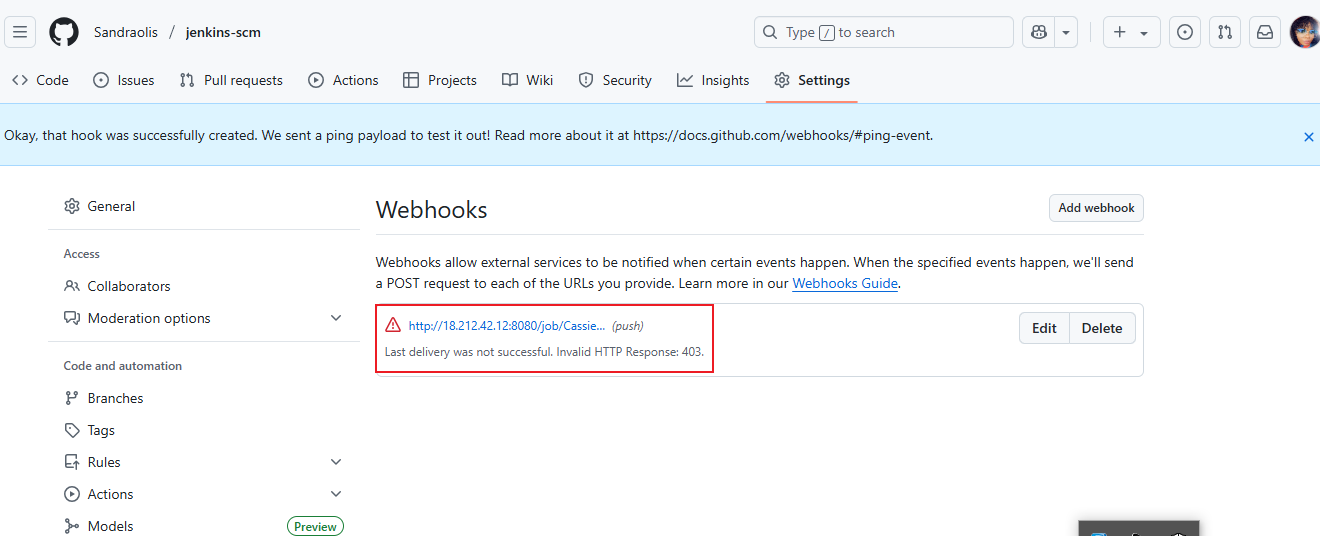 Sandraolis / jenkins-scm
Type / to search
Code Issues Pull requests Actions Projects Wiki Security Insights Settings
Okay, that hook was successfully created. We sent a ping payload to test it out! Read more about it at https://docs.github.com/webhooks/#ping-event.
General
Access
Collaborators
Moderation options
Code and automation
Branches
Tags
Rules
Actions
Models Preview
Webhooks
Add webhook
Webhooks allow external services to be notified when certain events happen. When the specified events happen, we'll send
a POST request to each of the URLs you provide. Learn more in our Webhooks Guide.
http://18.212.42.12:8080/job/Cassie... (push)
Last delivery was not successful. Invalid HTTP Response: 403.
Edit Delete